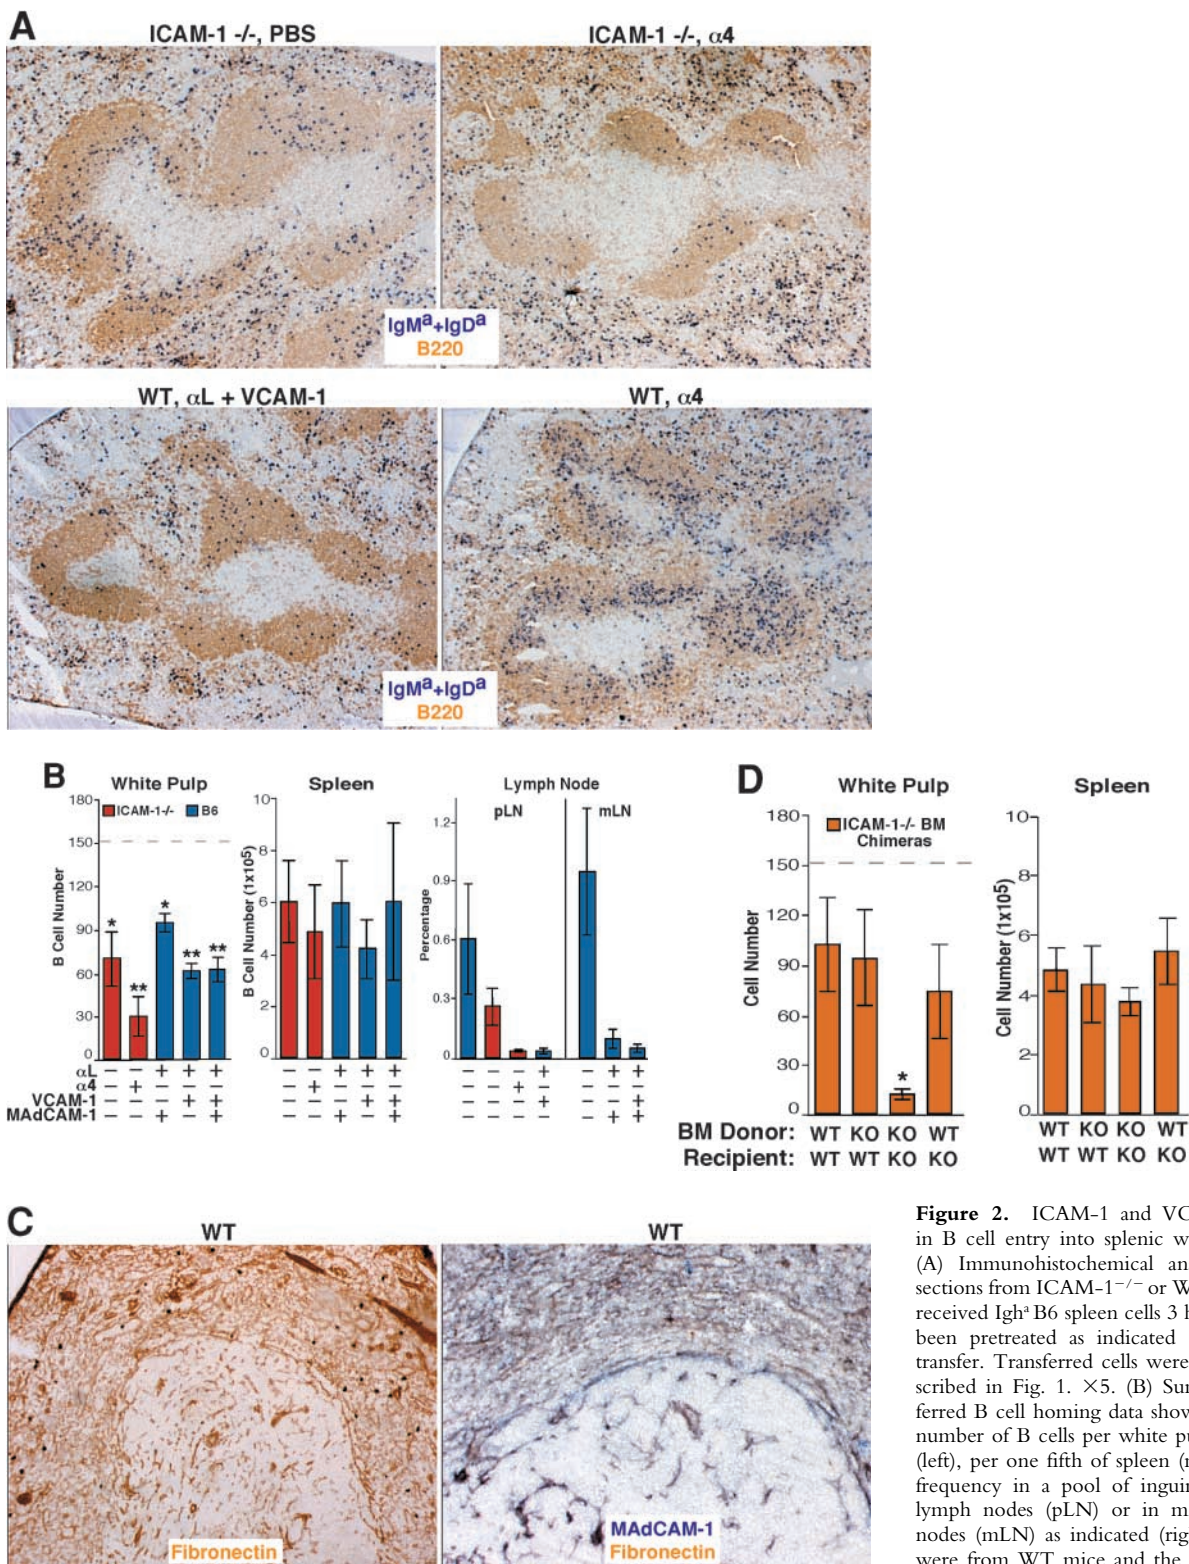 A
ICAM-1 -/-, PBS
ICAM-1 -/-, α4
IgMa+IgDa
B220
WT, αL + VCAM-1
WT, α4
IgMa+IgDa
B220
B
White Pulp
ICAM-1-/- B6
B Cell Number
180
150
120
90
60
30
0
* ** * ** **
αL – – + + +
α4 – + – – –
VCAM-1 – – – + +
MAdCAM-1 – – + – +
Spleen
B Cell Number (1x10⁵)
10
8
6
4
2
0
– – + + +
– + – – –
– – – + +
– – + – +
Lymph Node
pLN mLN
Percentage
1.2
0.9
0.6
0.3
0
– – – + – + +
– – + – – – –
– – – + – – +
– – – – – + +
D
White Pulp
ICAM-1-/- BM
Chimeras
Cell Number
180
150
120
90
60
30
0
*
BM Donor: WT KO KO WT
Recipient: WT WT KO KO
Spleen
Cell Number (1x10⁵)
10
8
6
4
2
0
WT KO KO WT
WT WT KO KO
C
WT
WT
Fibronectin
MAdCAM-1
Fibronectin
Figure 2. ICAM-1 and VC
in B cell entry into splenic w
(A) Immunohistochemical an
sections from ICAM-1−/− or W
received Igha B6 spleen cells 3 h
been pretreated as indicated
transfer. Transferred cells were
scribed in Fig. 1. ×5. (B) Sur
ferred B cell homing data show
number of B cells per white pu
(left), per one fifth of spleen (r
frequency in a pool of inguir
lymph nodes (pLN) or in m
nodes (mLN) as indicated (rig
were from WT mice and the